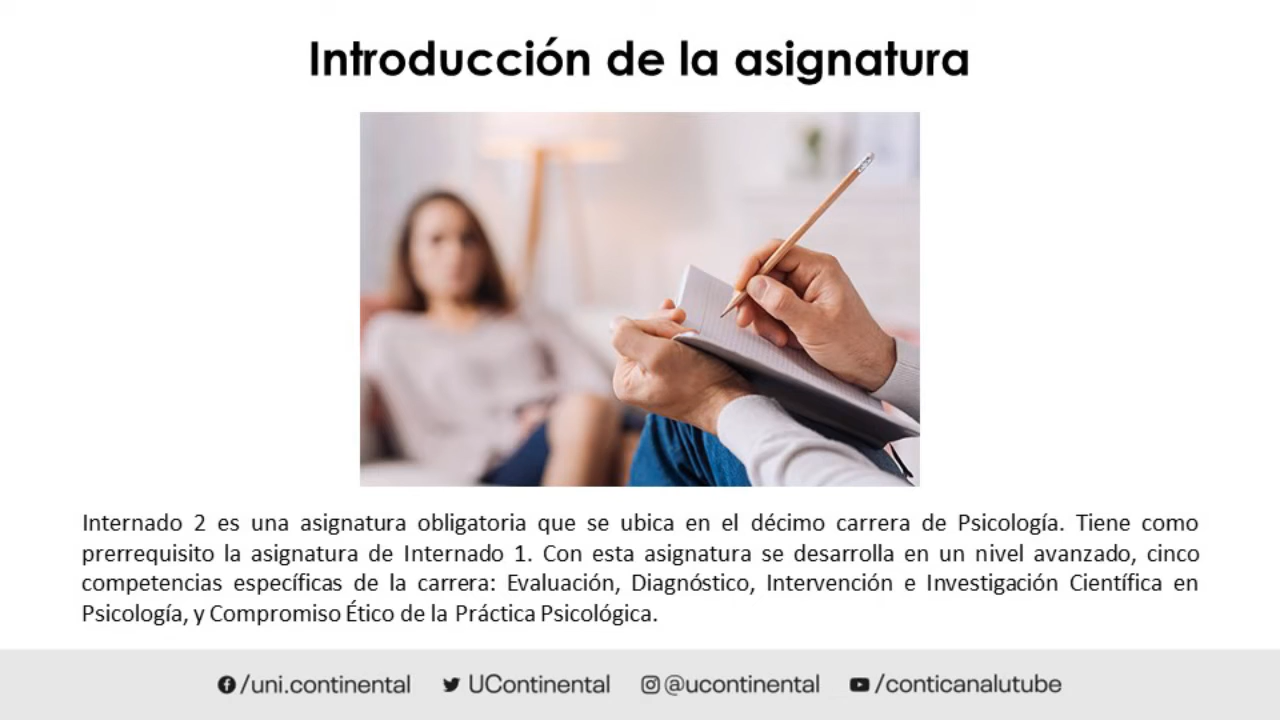 Introducción de la asignatura
Internado 2 es una asignatura obligatoria que se ubica en el décimo carrera de Psicología. Tiene como
prerrequisito la asignatura de Internado 1. Con esta asignatura se desarrolla en un nivel avanzado, cinco
competencias específicas de la carrera: Evaluación, Diagnóstico, Intervención e Investigación Científica en
Psicología, y Compromiso Ético de la Práctica Psicológica.
/uni.continental UContinental @ucontinental /conticanalutube